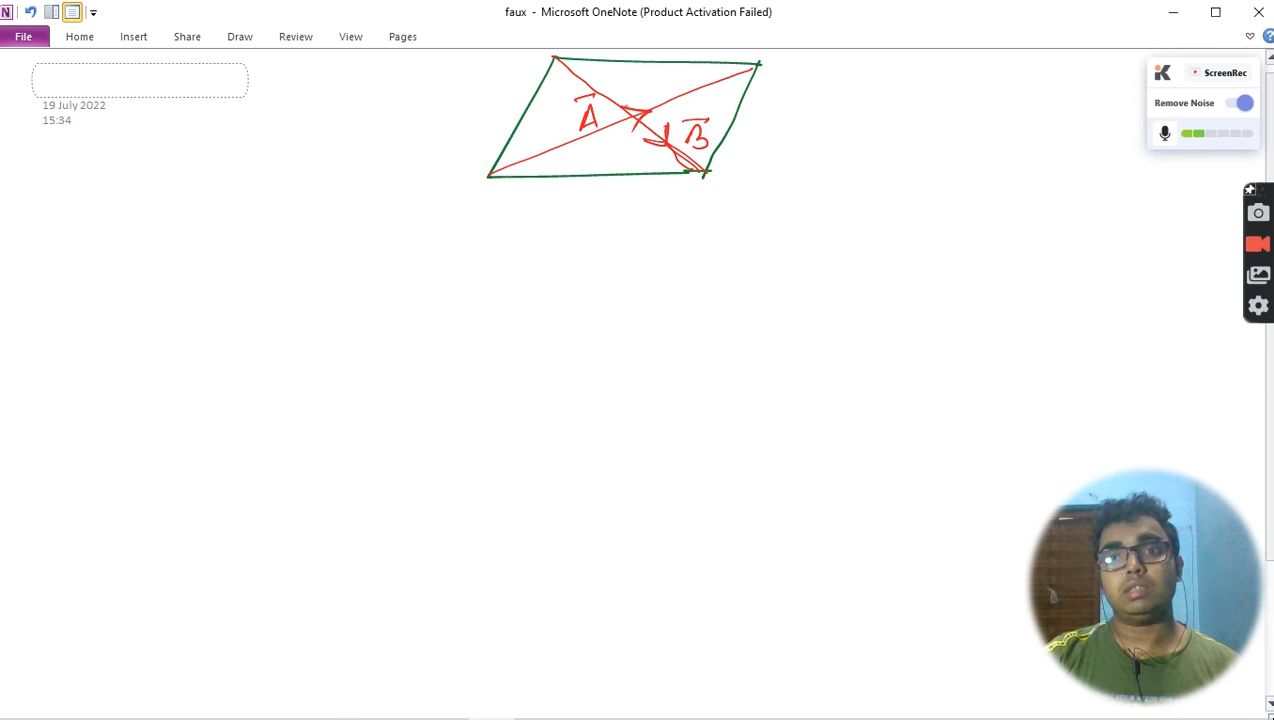 faux - Microsoft OneNote (Product Activation Failed)
File Home Insert Share Draw Review View Pages
ScreenRec
Remove Noise
19 July 2022
15:34
A⃗
B⃗